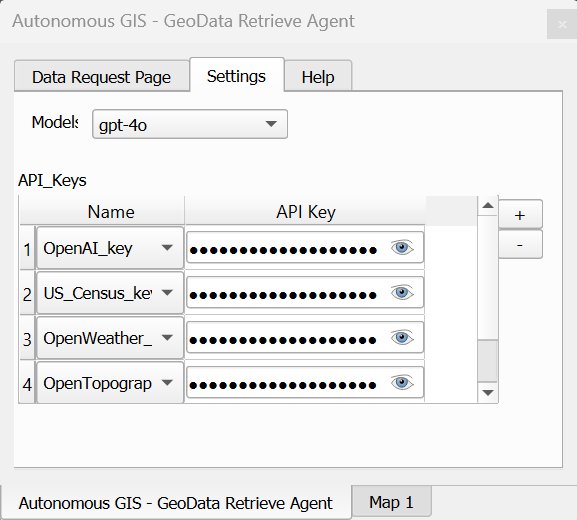 Autonomous GIS - GeoData Retrieve Agent
Data Request Page Settings Help
Models gpt-4o
API_Keys
Name API Key
+
1 OpenAI_key ●●●●●●●●●●●●●●●●●●●
-
2 US_Census_key ●●●●●●●●●●●●●●●●●●●
3 OpenWeather_ ●●●●●●●●●●●●●●●●●●●
4 OpenTopograp ●●●●●●●●●●●●●●●●●●●
Autonomous GIS - GeoData Retrieve Agent Map 1